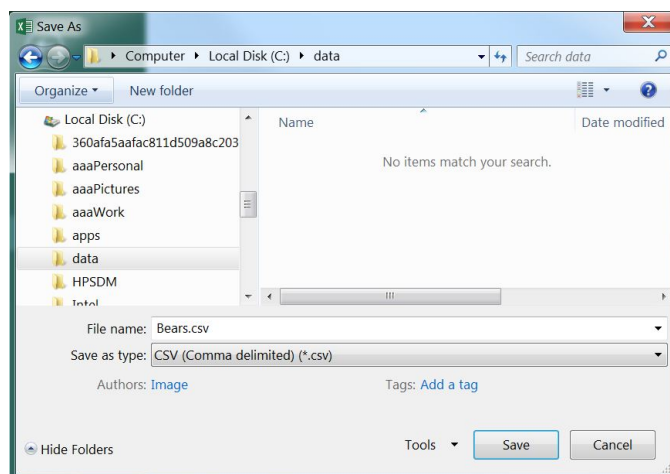 Save As
Computer Local Disk (C:) data
Search data
Organize New folder
Local Disk (C:)
360afa5aafac811d509a8c203
aaaPersonal
aaaPictures
aaaWork
apps
data
HPSDM
Intel
Name Date modified
No items match your search.
File name: Bears.csv
Save as type: CSV (Comma delimited) (*.csv)
Authors: Image Tags: Add a tag
Hide Folders Tools Save Cancel